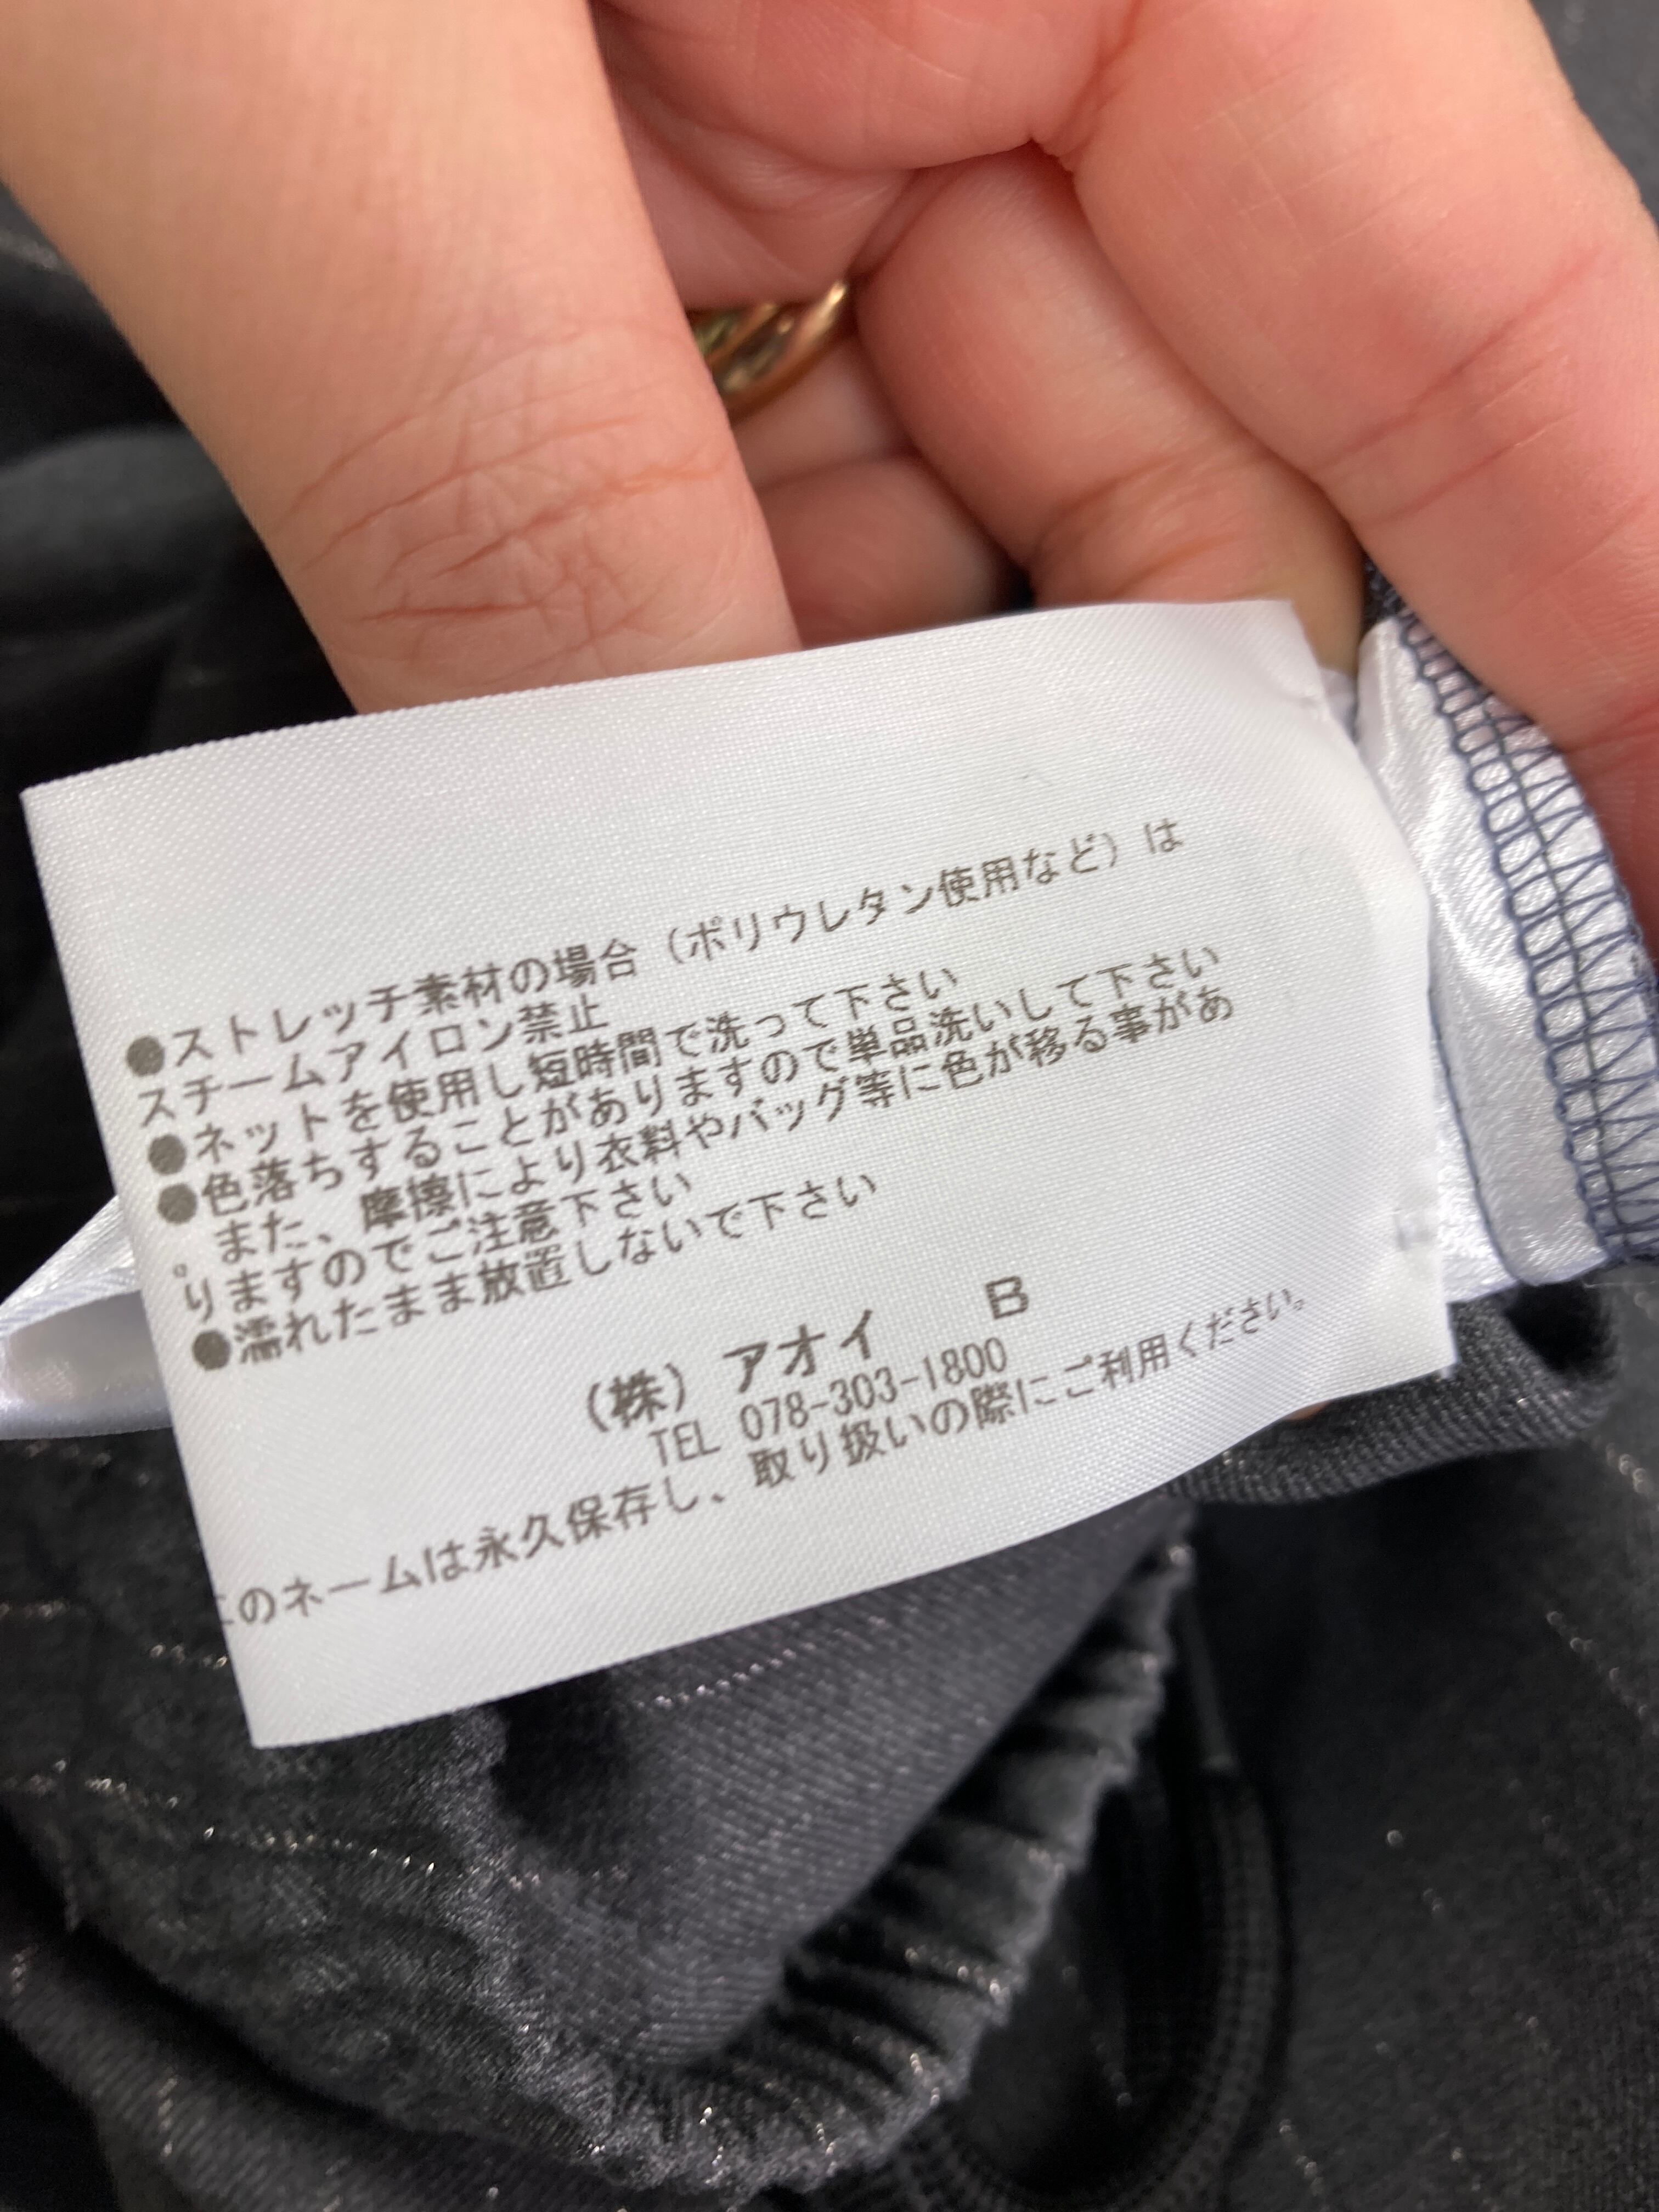 ●ストレッチ素材の場合（ポリウレタン使用など）は
スチームアイロン禁止
●ネットを使用し短時間で洗って下さい
●色落ちすることがありますので単品洗いして下さい
。また、摩擦により衣料やバッグ等に色が移る事があ
りますのでご注意下さい
●濡れたまま放置しないで下さい
（株）アオイ B
TEL 078-303-1800
このネームは永久保存し、取り扱いの際にご利用ください。